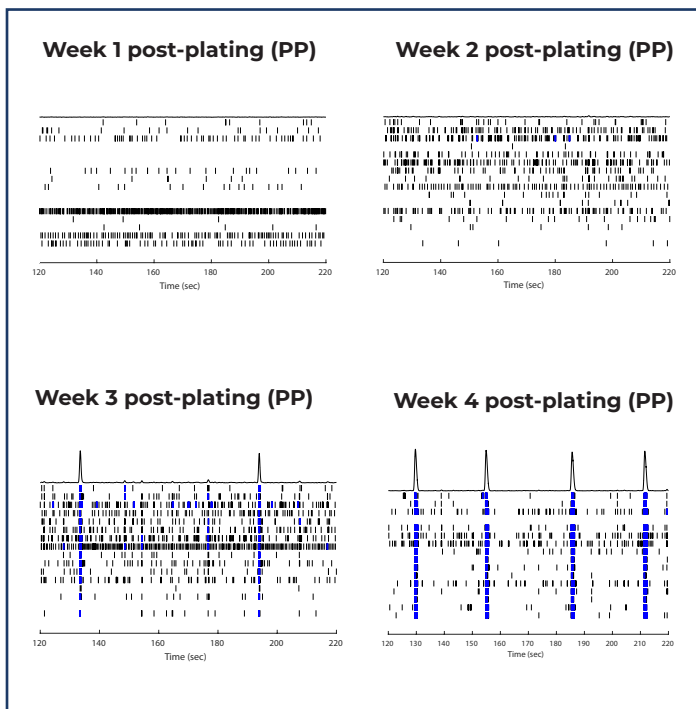 Week 1 post-plating (PP)
120 140 160 180 200 220
Time (sec)
Week 2 post-plating (PP)
120 140 160 180 200 220
Time (sec)
Week 3 post-plating (PP)
120 140 160 180 200 220
Time (sec)
Week 4 post-plating (PP)
120 130 140 150 160 170 180 190 200 210 220
Time (sec)